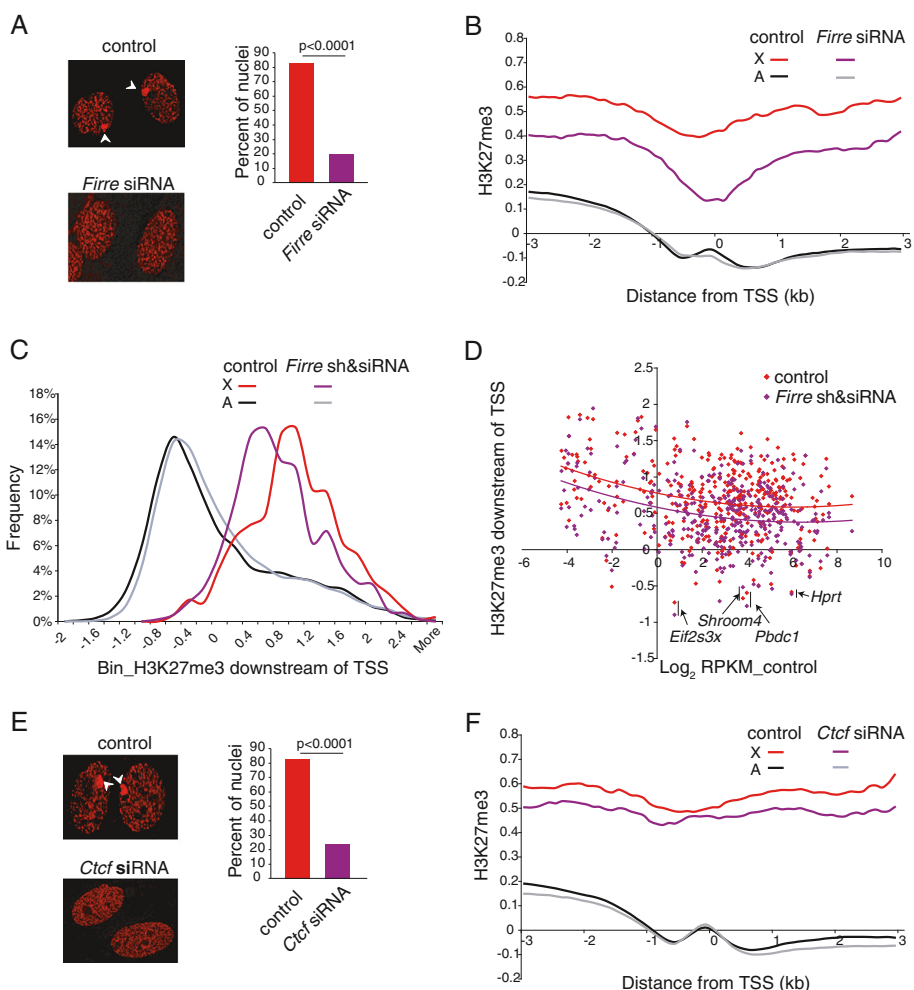 A
control
Firre siRNA
Percent of nuclei
90
80
70
60
50
40
30
20
10
0
p<0.0001
control
Firre siRNA
B
control Firre siRNA
X
A
H3K27me3
0.8
0.7
0.6
0.5
0.4
0.3
0.2
0.1
0
-0.1
-0.2
-3 -2 -1 0 1 2 3
Distance from TSS (kb)
C
control Firre sh&siRNA
X
A
Frequency
18%
16%
14%
12%
10%
8%
6%
4%
2%
0%
-2 -1.6 -1.2 -0.8 -0.4 0 0.4 0.8 1.2 1.6 2 2.4 More
Bin_H3K27me3 downstream of TSS
D
control
Firre sh&siRNA
H3K27me3 downstream of TSS
2.5
2
1.5
1
0.5
0
-0.5
-1
-1.5
-6 -4 -2 0 2 4 6 8 10
Hprt
Shroom4
Pbdc1
Eif2s3x
Log2 RPKM_control
E
control
Ctcf siRNA
Percent of nuclei
90
80
70
60
50
40
30
20
10
0
p<0.0001
control
Ctcf siRNA
F
control Ctcf siRNA
X
A
H3K27me3
0.8
0.7
0.6
0.5
0.4
0.3
0.2
0.1
0
-0.1
-0.2
-3 -2 -1 0 1 2 3
Distance from TSS (kb)